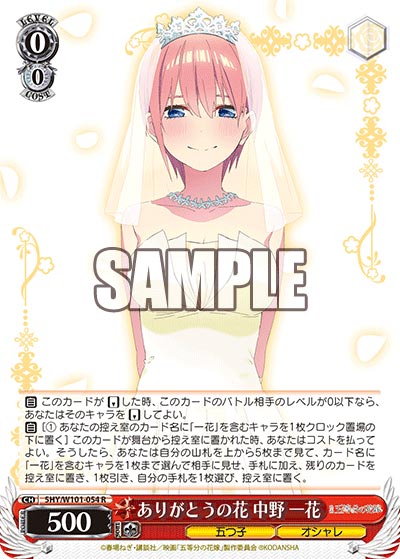 LEVEL
0
0
COST
SAMPLE
自 このカードが した時、このカードのバトル相手のレベルが0以下なら、
あなたはそのキャラを してよい。
自 [① あなたの控え室のカード名に「一花」を含むキャラを1枚クロック置場の
下に置く] このカードが舞台から控え室に置かれた時、あなたはコストを払って
よい。そうしたら、あなたは自分の山札を上から5枚まで見て、カード名に
「一花」を含むキャラを1枚まで選んで相手に見せ、手札に加え、残りのカードを
控え室に置き、1枚引き、自分の手札を1枚選び、控え室に置く。
CH 5HY/W101-054 R
500
ありがとうの花 中野 一花
五つ子
オシャレ
©春場ねぎ・講談社／映画「五等分の花嫁」製作委員会 ®KODANSHA